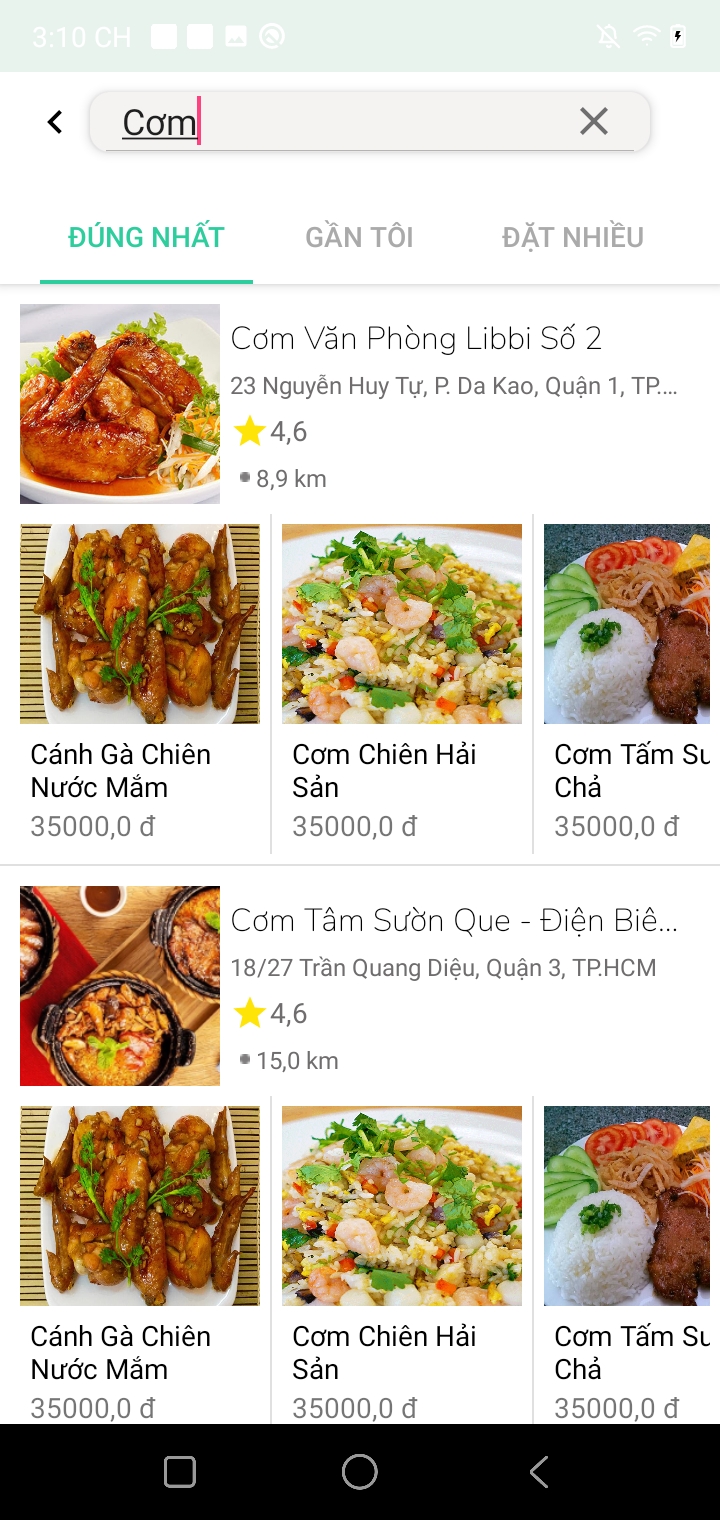 3:10 CH
Cơm
ĐÚNG NHẤT
GẦN TÔI
ĐẶT NHIỀU
Cơm Văn Phòng Libbi Số 2
23 Nguyễn Huy Tự, P. Da Kao, Quận 1, TP....
4,6
8,9 km
Cánh Gà Chiên
Nước Mắm
35000,0 đ
Cơm Chiên Hải
Sản
35000,0 đ
Cơm Tấm Sư
Chả
35000,0 đ
Cơm Tâm Sườn Que - Điện Biê...
18/27 Trần Quang Diệu, Quận 3, TP.HCM
4,6
15,0 km
Cánh Gà Chiên
Nước Mắm
35000,0 đ
Cơm Chiên Hải
Sản
35000,0 đ
Cơm Tấm Sư
Chả
35000,0 đ